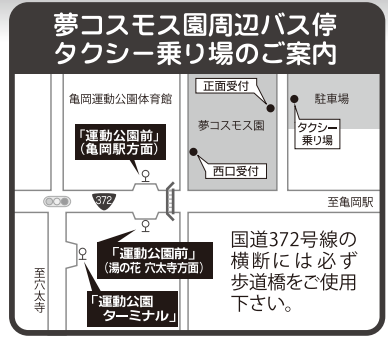 夢コスモス園周辺バス停
タクシー乗り場のご案内
正面受付
亀岡運動公園体育館
駐車場
夢コスモス園
タクシー
乗り場
「運動公園前」
(亀岡駅方面)
西口受付
372
至亀岡駅
「運動公園前」
(湯の花 穴太寺方面)
国道372号線の
横断には必ず
歩道橋をご使用
下さい。
至穴太寺
「運動公園
ターミナル」